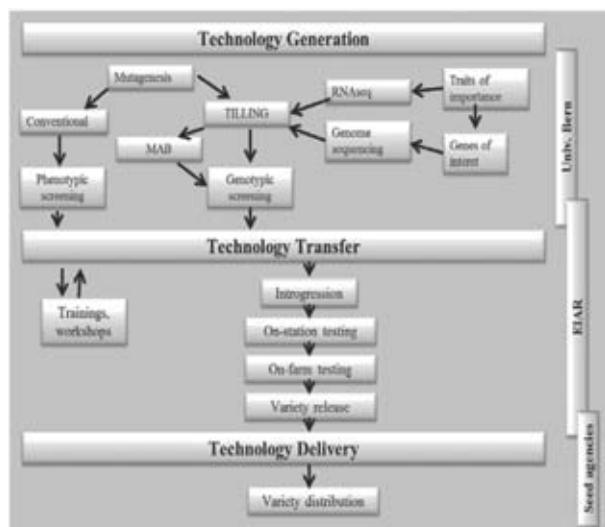 Technology Generation
Mutagenesis
RNAseq
Traits of
importance
Conventional
TILLING
MAB
Genome
sequencing
Genes of
interest
Phenotypic
screening
Genotypic
screening
Univ. Bern
Technology Transfer
Trainings,
workshops
Introgression
On-station testing
On-farm testing
Variety release
EIAR
Technology Delivery
Variety distribution
Seed agencies